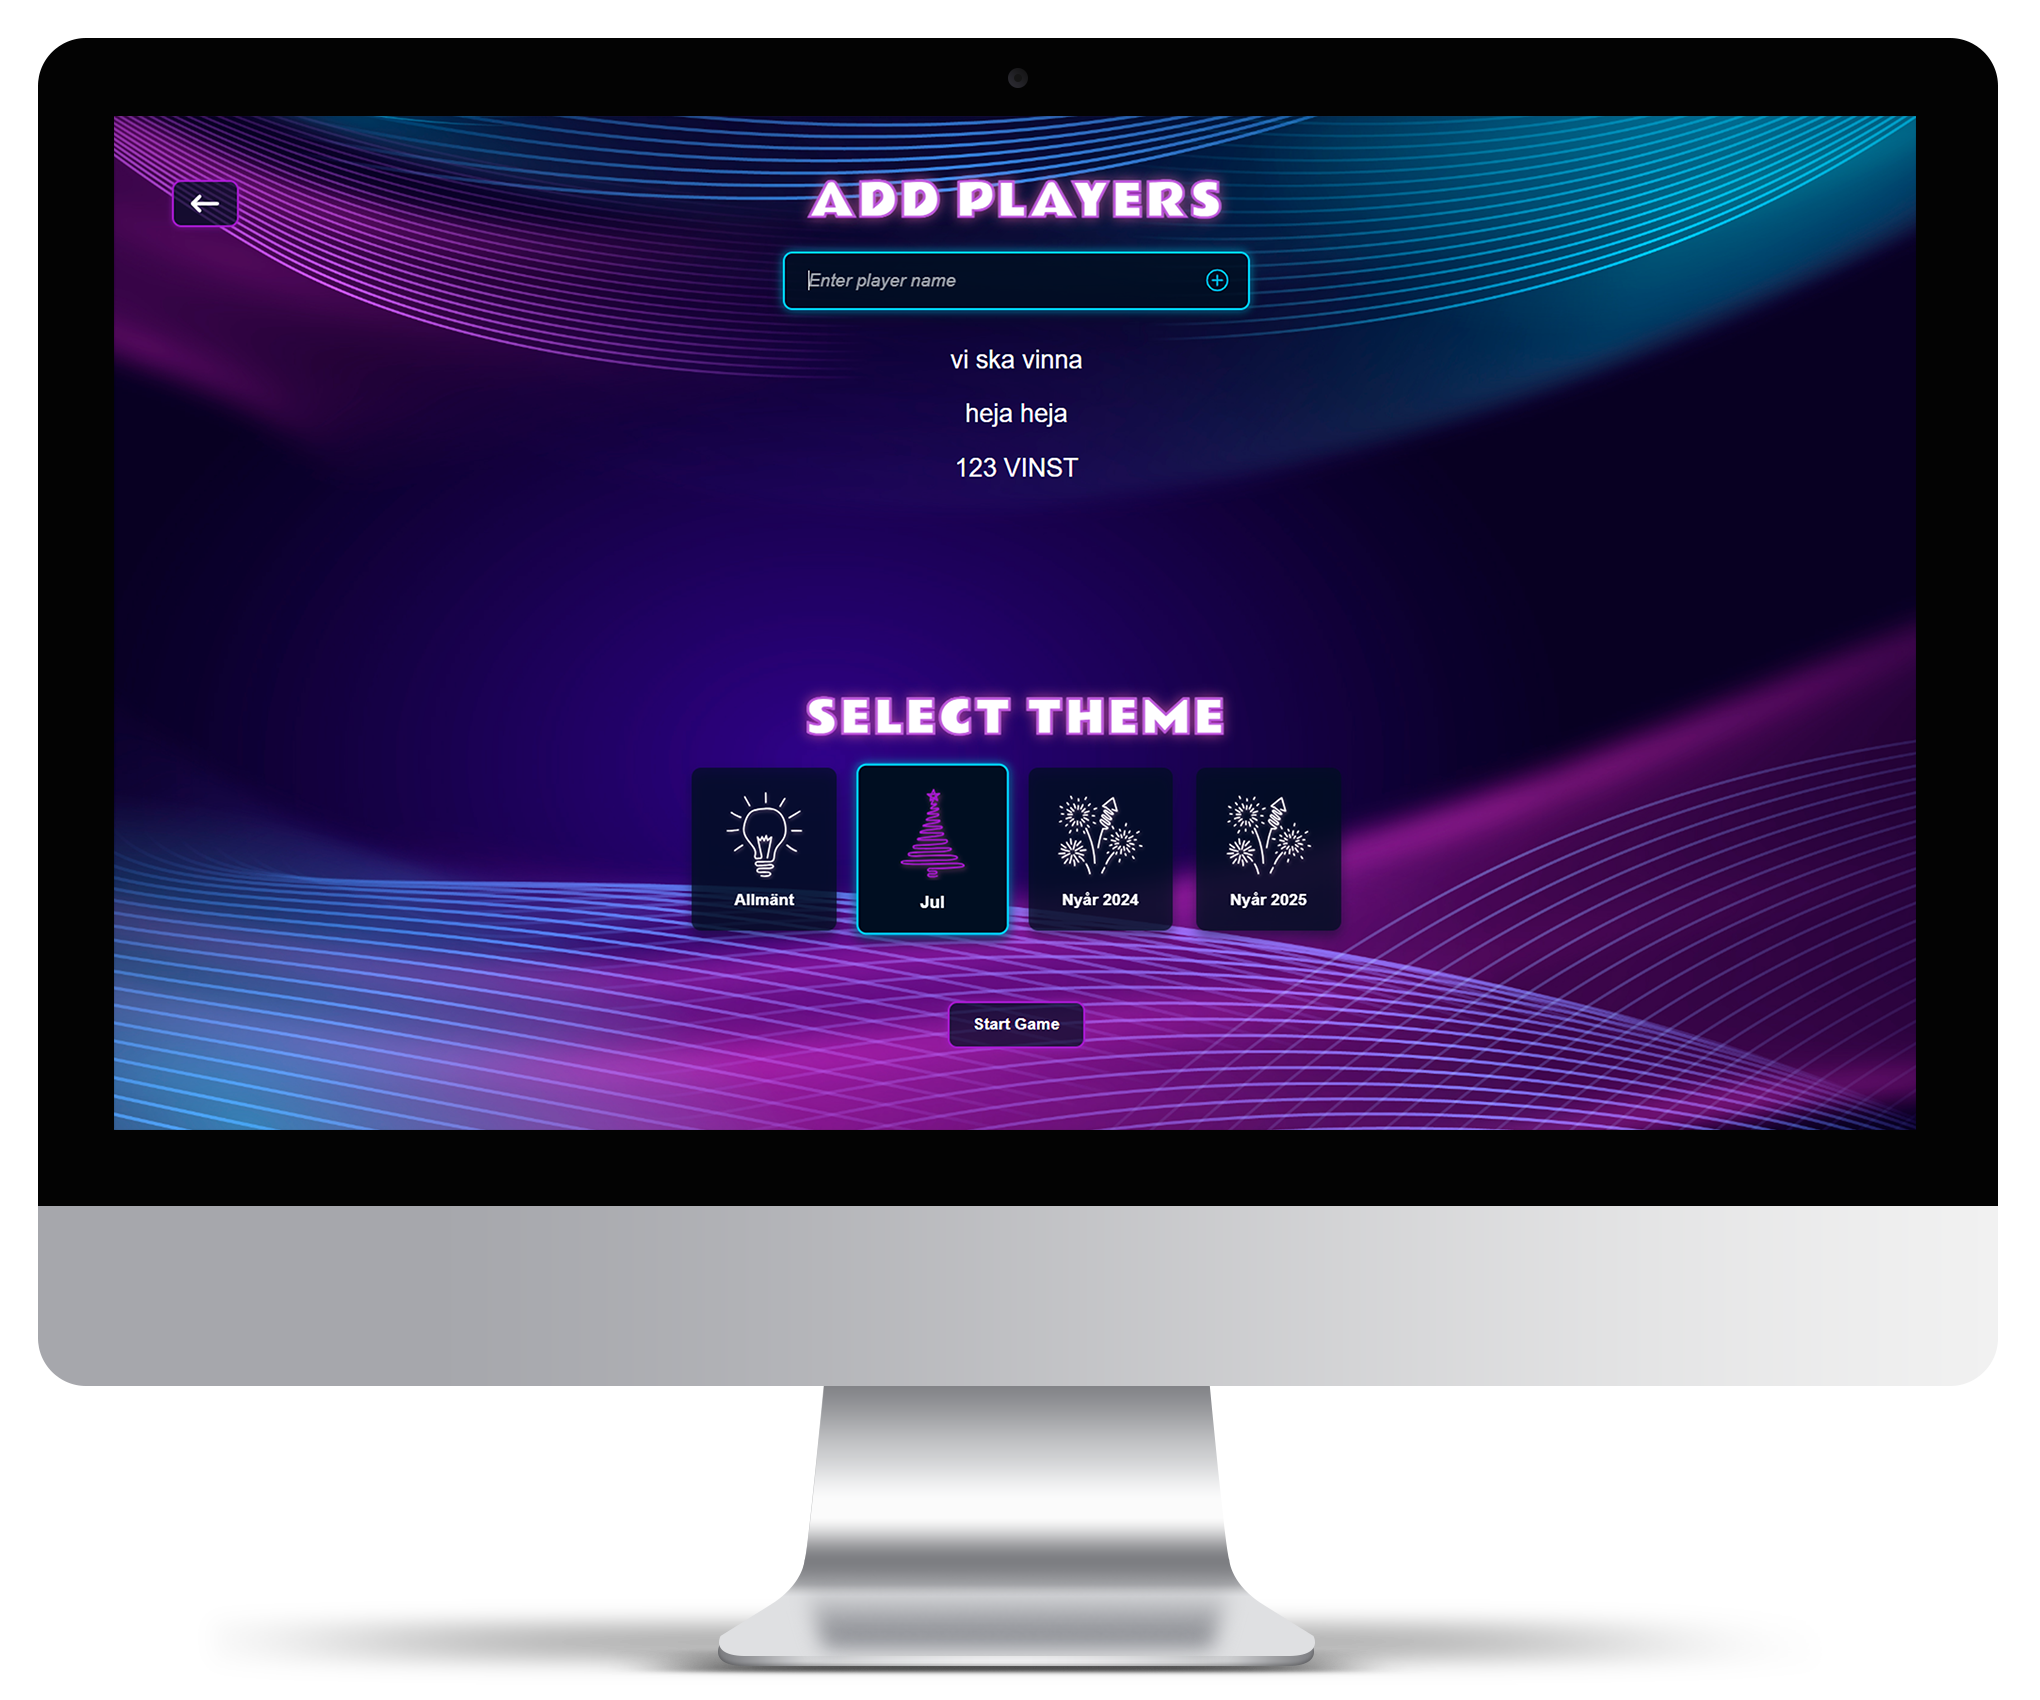 ADD PLAYERS
Enter player name
vi ska vinna
heja heja
123 VINST
SELECT THEME
Allmänt
Jul
Nyår 2024
Nyår 2025
Start Game